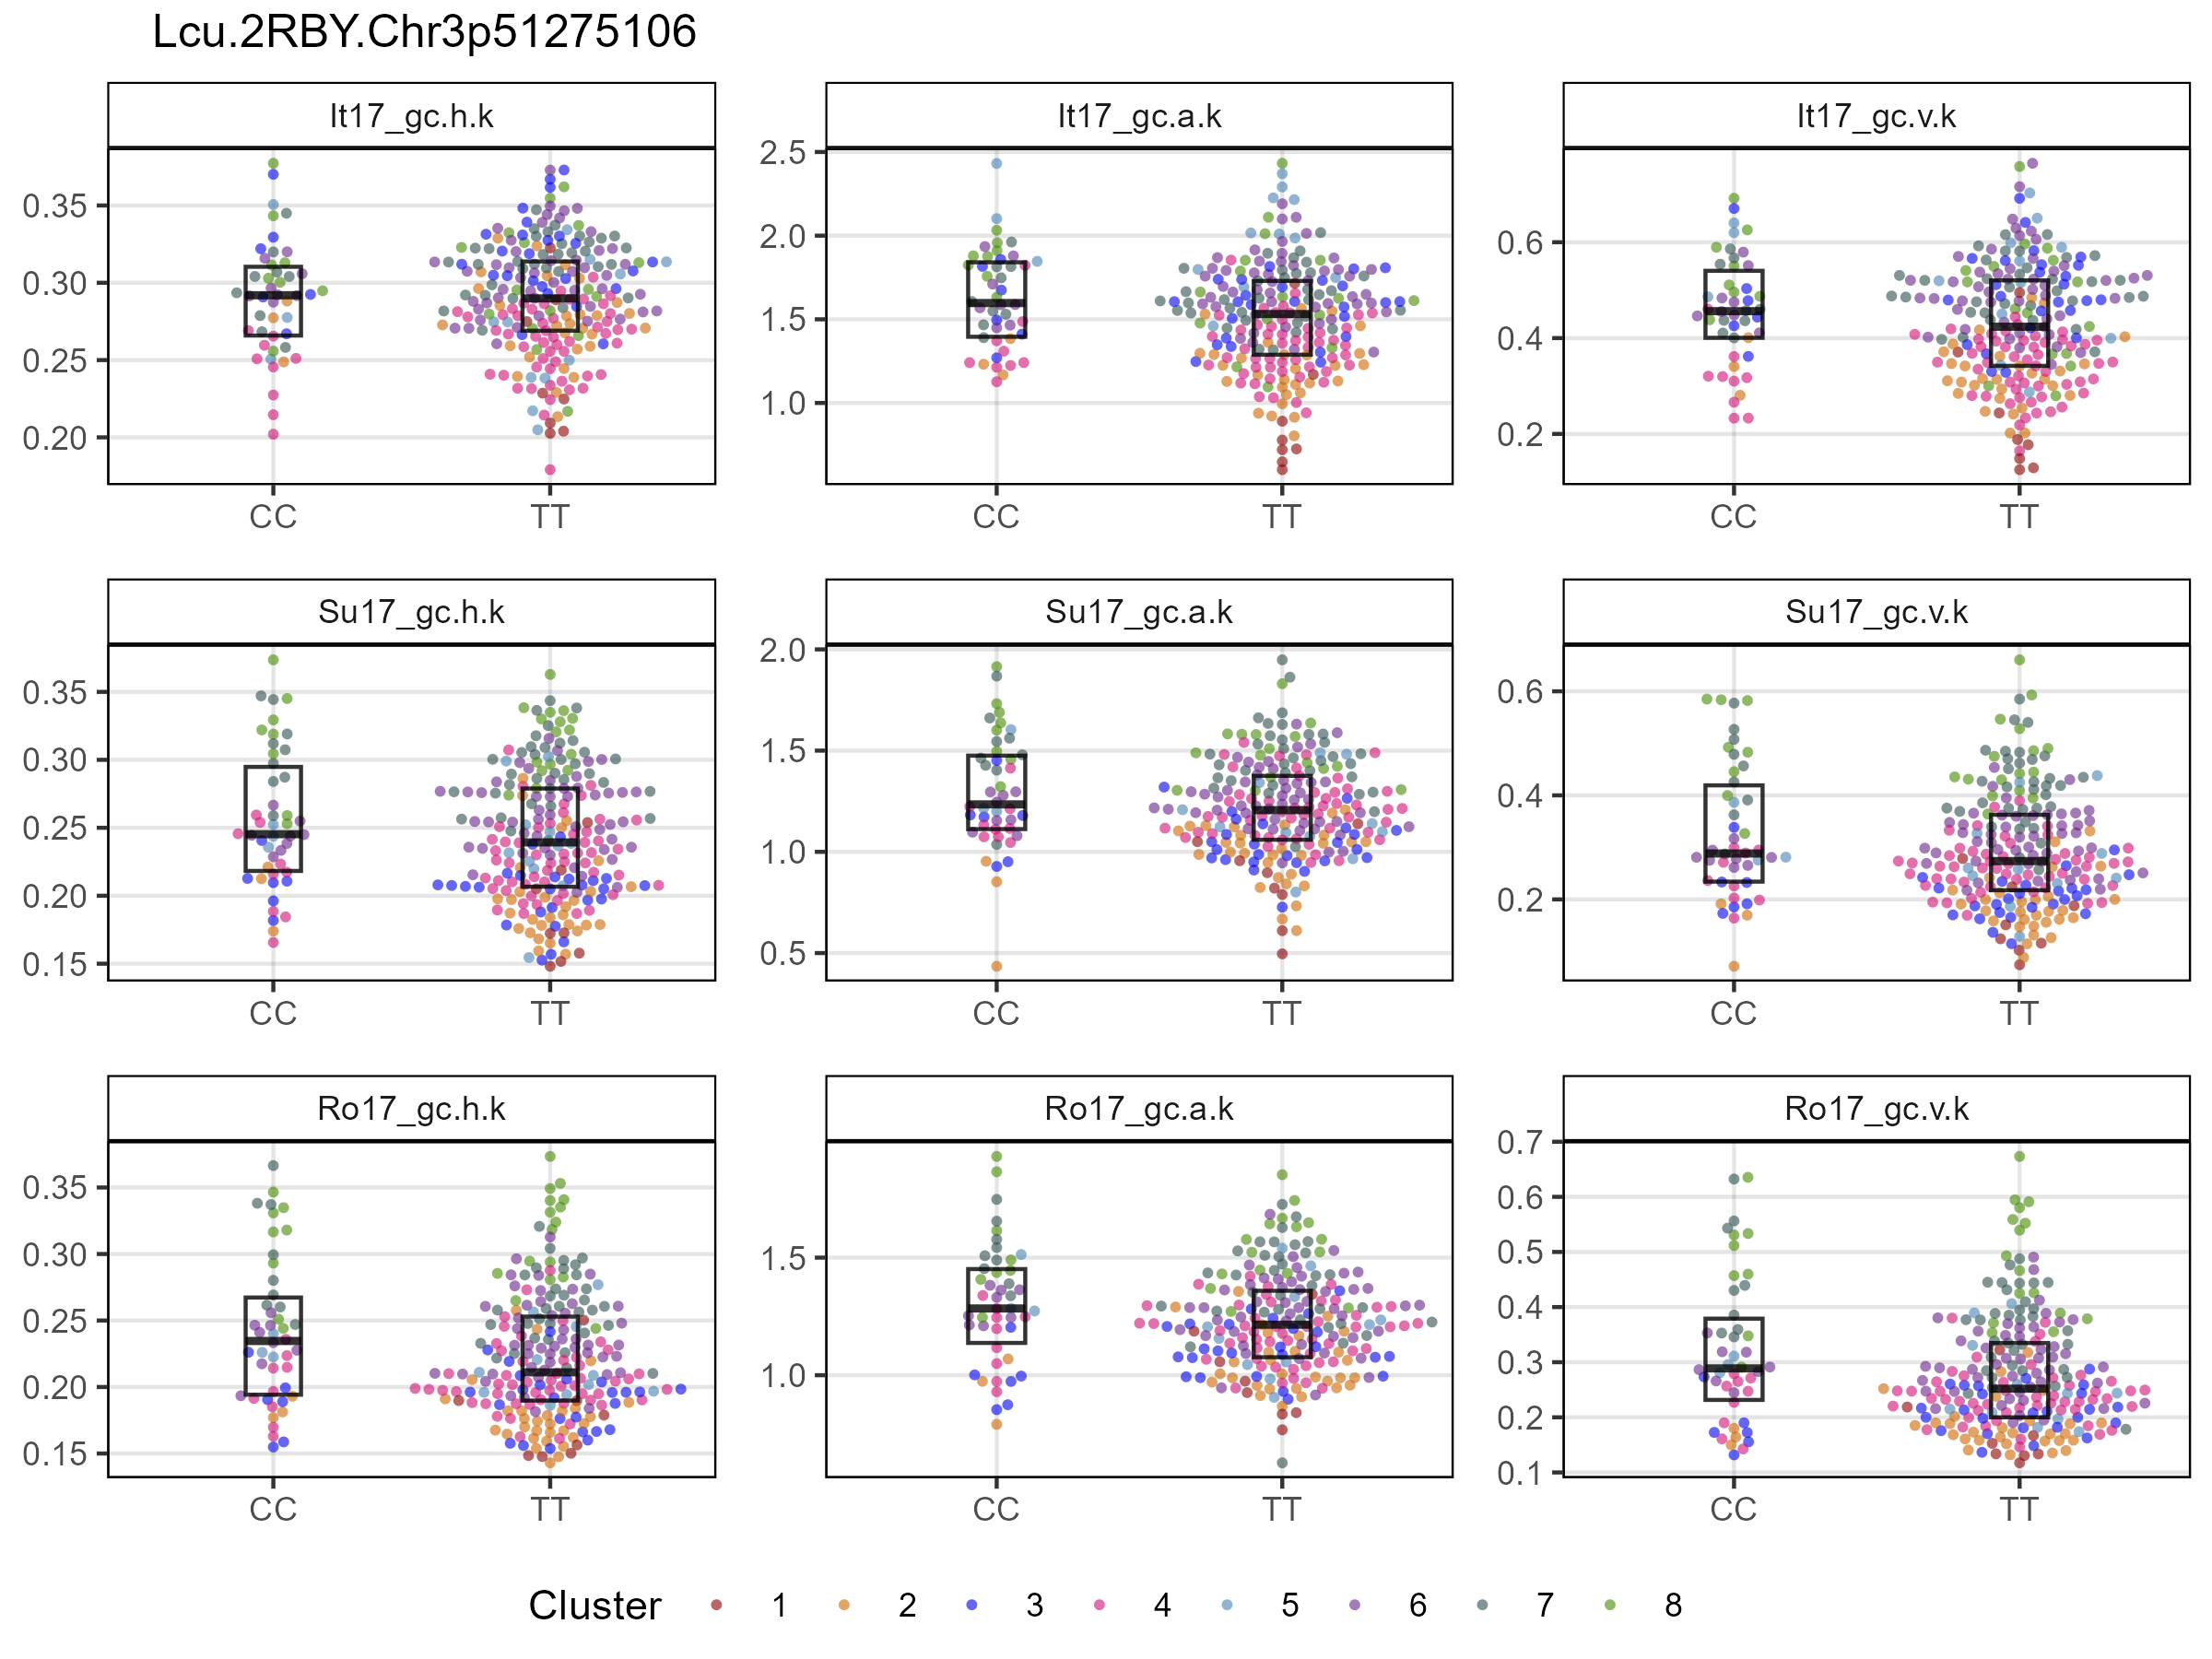 Lcu.2RBY.Chr3p51275106
It17_gc.h.k
It17_gc.a.k
It17_gc.v.k
0.35
0.30
0.25
0.20
CC
TT
2.5
2.0
1.5
1.0
CC
TT
0.6
0.4
0.2
CC
TT
Su17_gc.h.k
Su17_gc.a.k
Su17_gc.v.k
0.35
0.30
0.25
0.20
0.15
CC
TT
2.0
1.5
1.0
0.5
CC
TT
0.6
0.4
0.2
CC
TT
Ro17_gc.h.k
Ro17_gc.a.k
Ro17_gc.v.k
0.35
0.30
0.25
0.20
0.15
CC
TT
1.5
1.0
CC
TT
0.7
0.6
0.5
0.4
0.3
0.2
0.1
CC
TT
Cluster 1 2 3 4 5 6 7 8